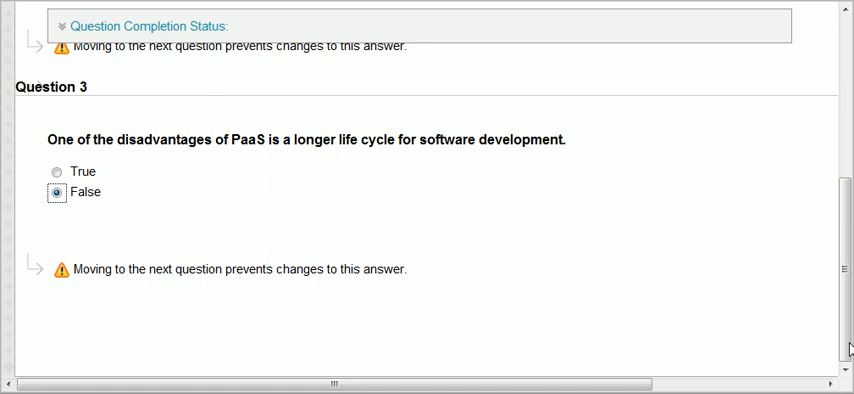 Question Completion Status:
Moving to the next question prevents changes to this answer.
Question 3
One of the disadvantages of PaaS is a longer life cycle for software development.
True
False
Moving to the next question prevents changes to this answer.